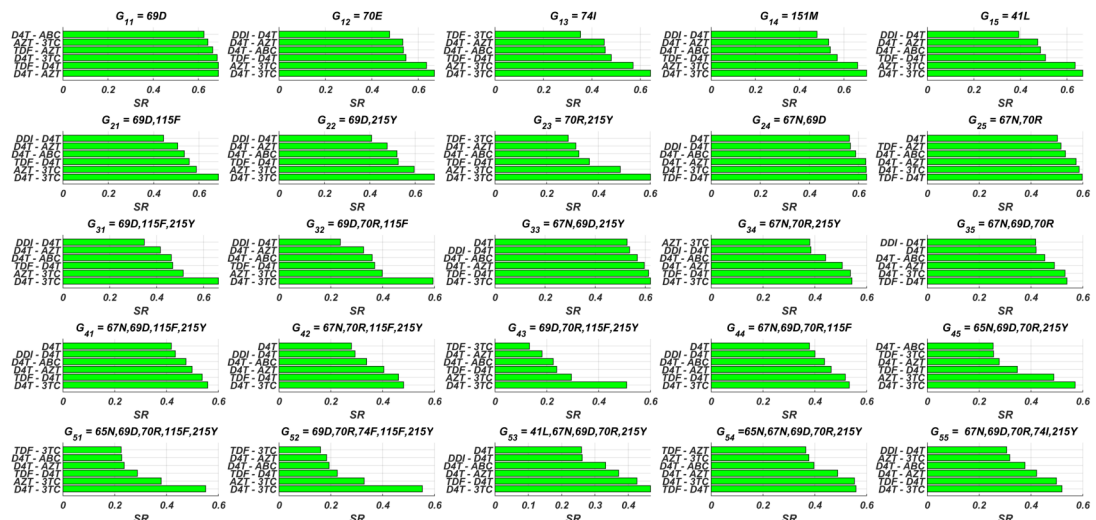 G11 = 69D
D4T - ABC
AZT - 3TC
TDF - AZT
D4T - 3TC
TDF - D4T
D4T - AZT
0 0.2 0.4 0.6
SR
G12 = 70E
DDI - D4T
D4T - AZT
D4T - ABC
TDF - D4T
AZT - 3TC
D4T - 3TC
0 0.2 0.4 0.6
SR
G13 = 74I
TDF - 3TC
D4T - AZT
D4T - ABC
TDF - D4T
AZT - 3TC
D4T - 3TC
0 0.2 0.4 0.6
SR
G14 = 151M
DDI - D4T
D4T - AZT
D4T - ABC
TDF - D4T
AZT - 3TC
D4T - 3TC
0 0.2 0.4 0.6
SR
G15 = 41L
DDI - D4T
D4T - AZT
D4T - ABC
TDF - D4T
AZT - 3TC
D4T - 3TC
0 0.2 0.4 0.6
SR
G21 = 69D,115F
DDI - D4T
D4T - AZT
D4T - ABC
TDF - D4T
AZT - 3TC
D4T - 3TC
0 0.2 0.4 0.6
SR
G22 = 69D,215Y
DDI - D4T
D4T - AZT
D4T - ABC
TDF - D4T
AZT - 3TC
D4T - 3TC
0 0.2 0.4 0.6
SR
G23 = 70R,215Y
TDF - 3TC
D4T - AZT
D4T - ABC
TDF - D4T
AZT - 3TC
D4T - 3TC
0 0.2 0.4 0.6
SR
G24 = 67N,69D
D4T
DDI - D4T
D4T - ABC
D4T - AZT
D4T - 3TC
TDF - D4T
0 0.2 0.4 0.6
SR
G25 = 67N,70R
D4T
TDF - AZT
D4T - ABC
D4T - AZT
D4T - 3TC
TDF - D4T
0 0.2 0.4 0.6
SR
G31 = 69D,115F,215Y
DDI - D4T
D4T - AZT
D4T - ABC
TDF - D4T
AZT - 3TC
D4T - 3TC
0 0.2 0.4 0.6
SR
G32 = 69D,70R,115F
DDI - D4T
D4T - AZT
D4T - ABC
TDF - D4T
AZT - 3TC
D4T - 3TC
0 0.2 0.4 0.6
SR
G33 = 67N,69D,215Y
D4T
DDI - D4T
D4T - ABC
D4T - AZT
TDF - D4T
D4T - 3TC
0 0.2 0.4 0.6
SR
G34 = 67N,70R,215Y
AZT - 3TC
DDI - D4T
D4T - ABC
D4T - AZT
TDF - D4T
D4T - 3TC
0 0.2 0.4 0.6
SR
G35 = 67N,69D,70R
DDI - D4T
D4T
D4T - ABC
D4T - AZT
D4T - 3TC
TDF - D4T
0 0.2 0.4 0.6
SR
G41 = 67N,69D,115F,215Y
D4T
DDI - D4T
D4T - ABC
D4T - AZT
TDF - D4T
D4T - 3TC
0 0.2 0.4 0.6
SR
G42 = 67N,70R,115F,215Y
D4T
DDI - D4T
D4T - ABC
D4T - AZT
TDF - D4T
D4T - 3TC
0 0.2 0.4 0.6
SR
G43 = 69D,70R,115F,215Y
TDF - 3TC
D4T - AZT
D4T - ABC
TDF - D4T
AZT - 3TC
D4T - 3TC
0 0.2 0.4 0.6
SR
G44 = 67N,69D,70R,115F
D4T
DDI - D4T
D4T - ABC
D4T - AZT
TDF - D4T
D4T - 3TC
0 0.2 0.4 0.6
SR
G45 = 65N,69D,70R,215Y
D4T - ABC
TDF - 3TC
D4T - AZT
TDF - D4T
AZT - 3TC
D4T - 3TC
0 0.2 0.4 0.6
SR
G51 = 65N,69D,70R,115F,215Y
TDF - 3TC
D4T - ABC
D4T - AZT
TDF - D4T
AZT - 3TC
D4T - 3TC
0 0.2 0.4 0.6
SR
G52 = 69D,70R,74F,115F,215Y
TDF - 3TC
D4T - AZT
D4T - ABC
TDF - D4T
AZT - 3TC
D4T - 3TC
0 0.2 0.4 0.6
SR
G53 = 41L,67N,69D,70R,215Y
D4T
DDI - D4T
D4T - ABC
D4T - AZT
TDF - D4T
D4T - 3TC
0 0.1 0.2 0.3 0.4
SR
G54 =65N,67N,69D,70R,215Y
TDF - AZT
AZT - 3TC
D4T - ABC
D4T - AZT
D4T - 3TC
TDF - D4T
0 0.2 0.4 0.6
SR
G55 = 67N,69D,70R,74I,215Y
DDI - D4T
AZT - 3TC
D4T - ABC
D4T - AZT
TDF - D4T
D4T - 3TC
0 0.2 0.4 0.6
SR